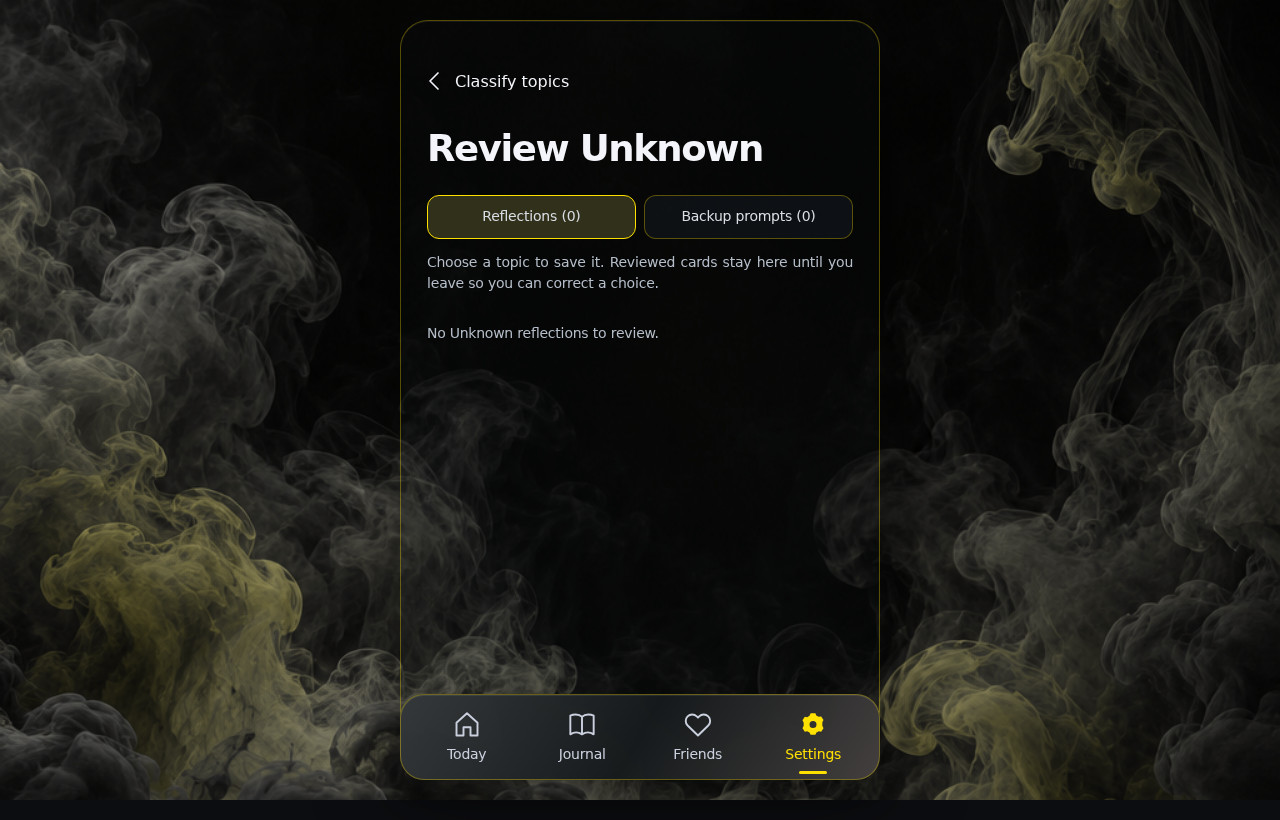 Classify topics
Review Unknown
Reflections (0)
Backup prompts (0)
Choose a topic to save it. Reviewed cards stay here until you
leave so you can correct a choice.
No Unknown reflections to review.
Today
Journal
Friends
Settings